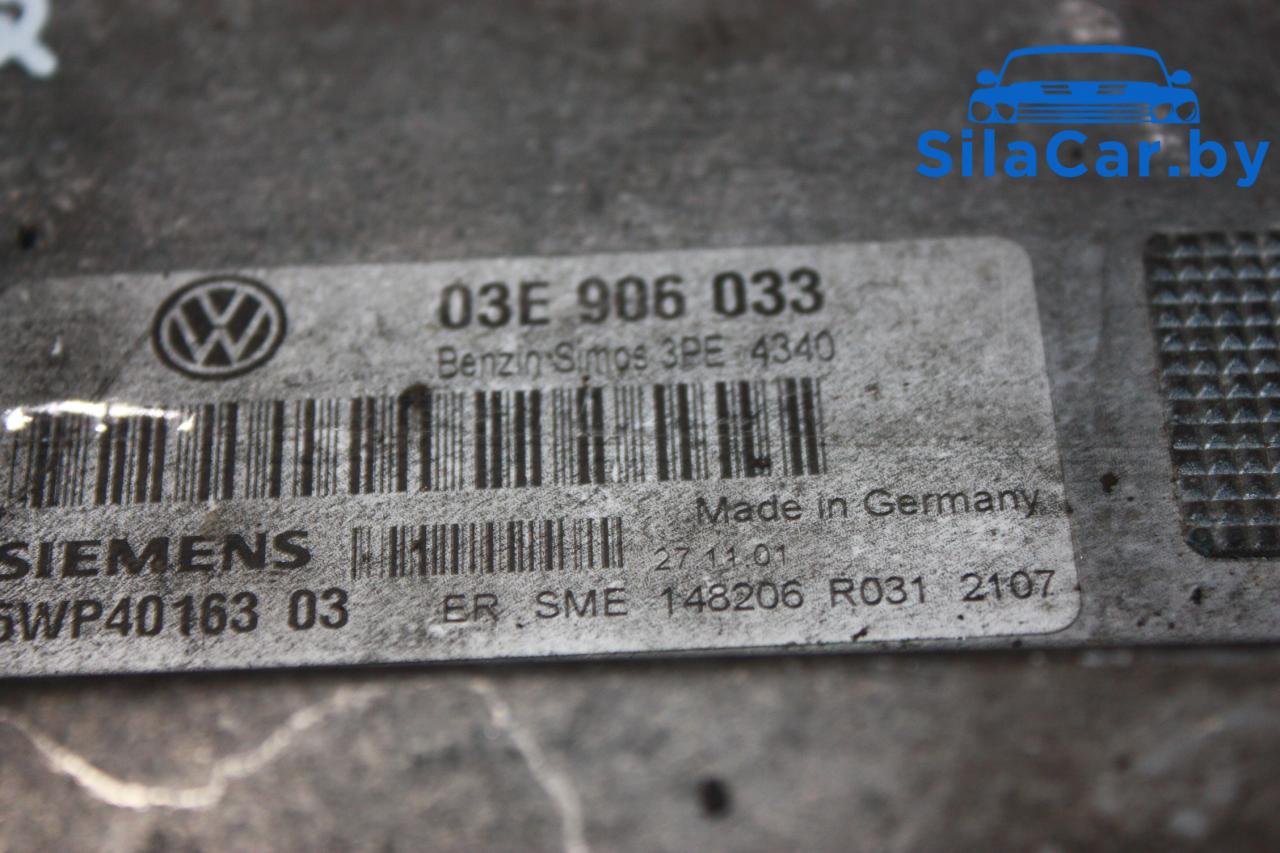 SilaCar.by
03E 906 033
Benzin Simos 3PE 4340
Made in Germany
SIEMENS
27.11.01
5WP40163 03
ER SME 148206 R031 2107